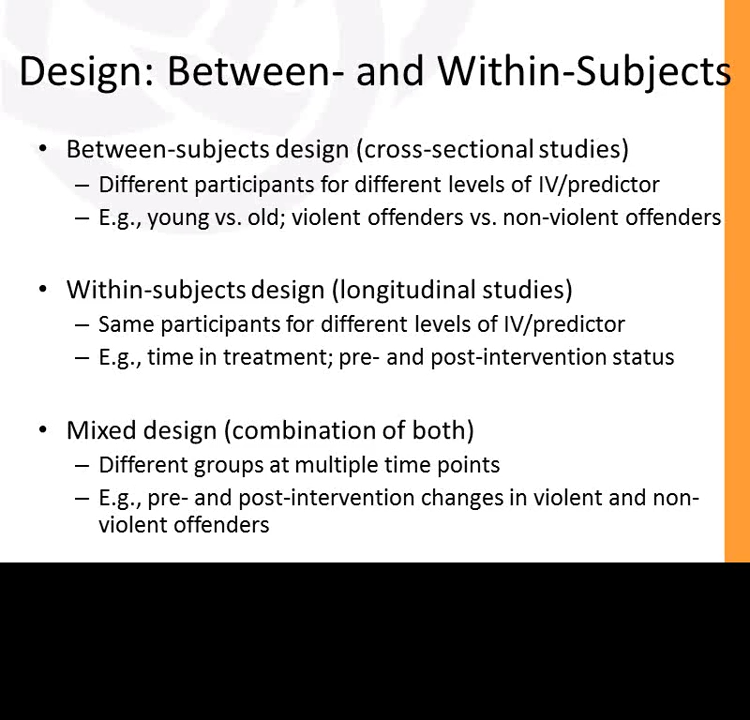 Design: Between- and Within-Subjects
• Between-subjects design (cross-sectional studies)
– Different participants for different levels of IV/predictor
– E.g., young vs. old; violent offenders vs. non-violent offenders
• Within-subjects design (longitudinal studies)
– Same participants for different levels of IV/predictor
– E.g., time in treatment; pre- and post-intervention status
• Mixed design (combination of both)
– Different groups at multiple time points
– E.g., pre- and post-intervention changes in violent and non-
violent offenders